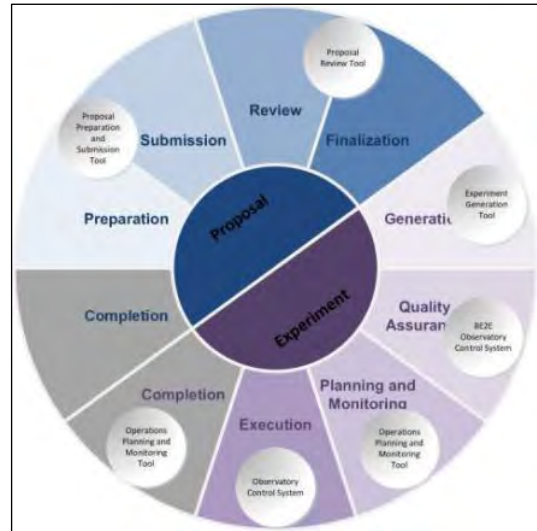 Proposal
Review Tool
Review
Finalization
Proposal
Preparation
and
Submission
Tool
Submission
Preparation
Proposal
Experiment
Generatio
Experiment
Generation
Tool
Quality
Assuranc
BE2E
Observatory
Control System
Planning and
Monitoring
Operations
Planning and
Monitoring
Tool
Execution
Observatory
Control System
Completion
Operations
Planning and
Monitoring
Tool
Completion